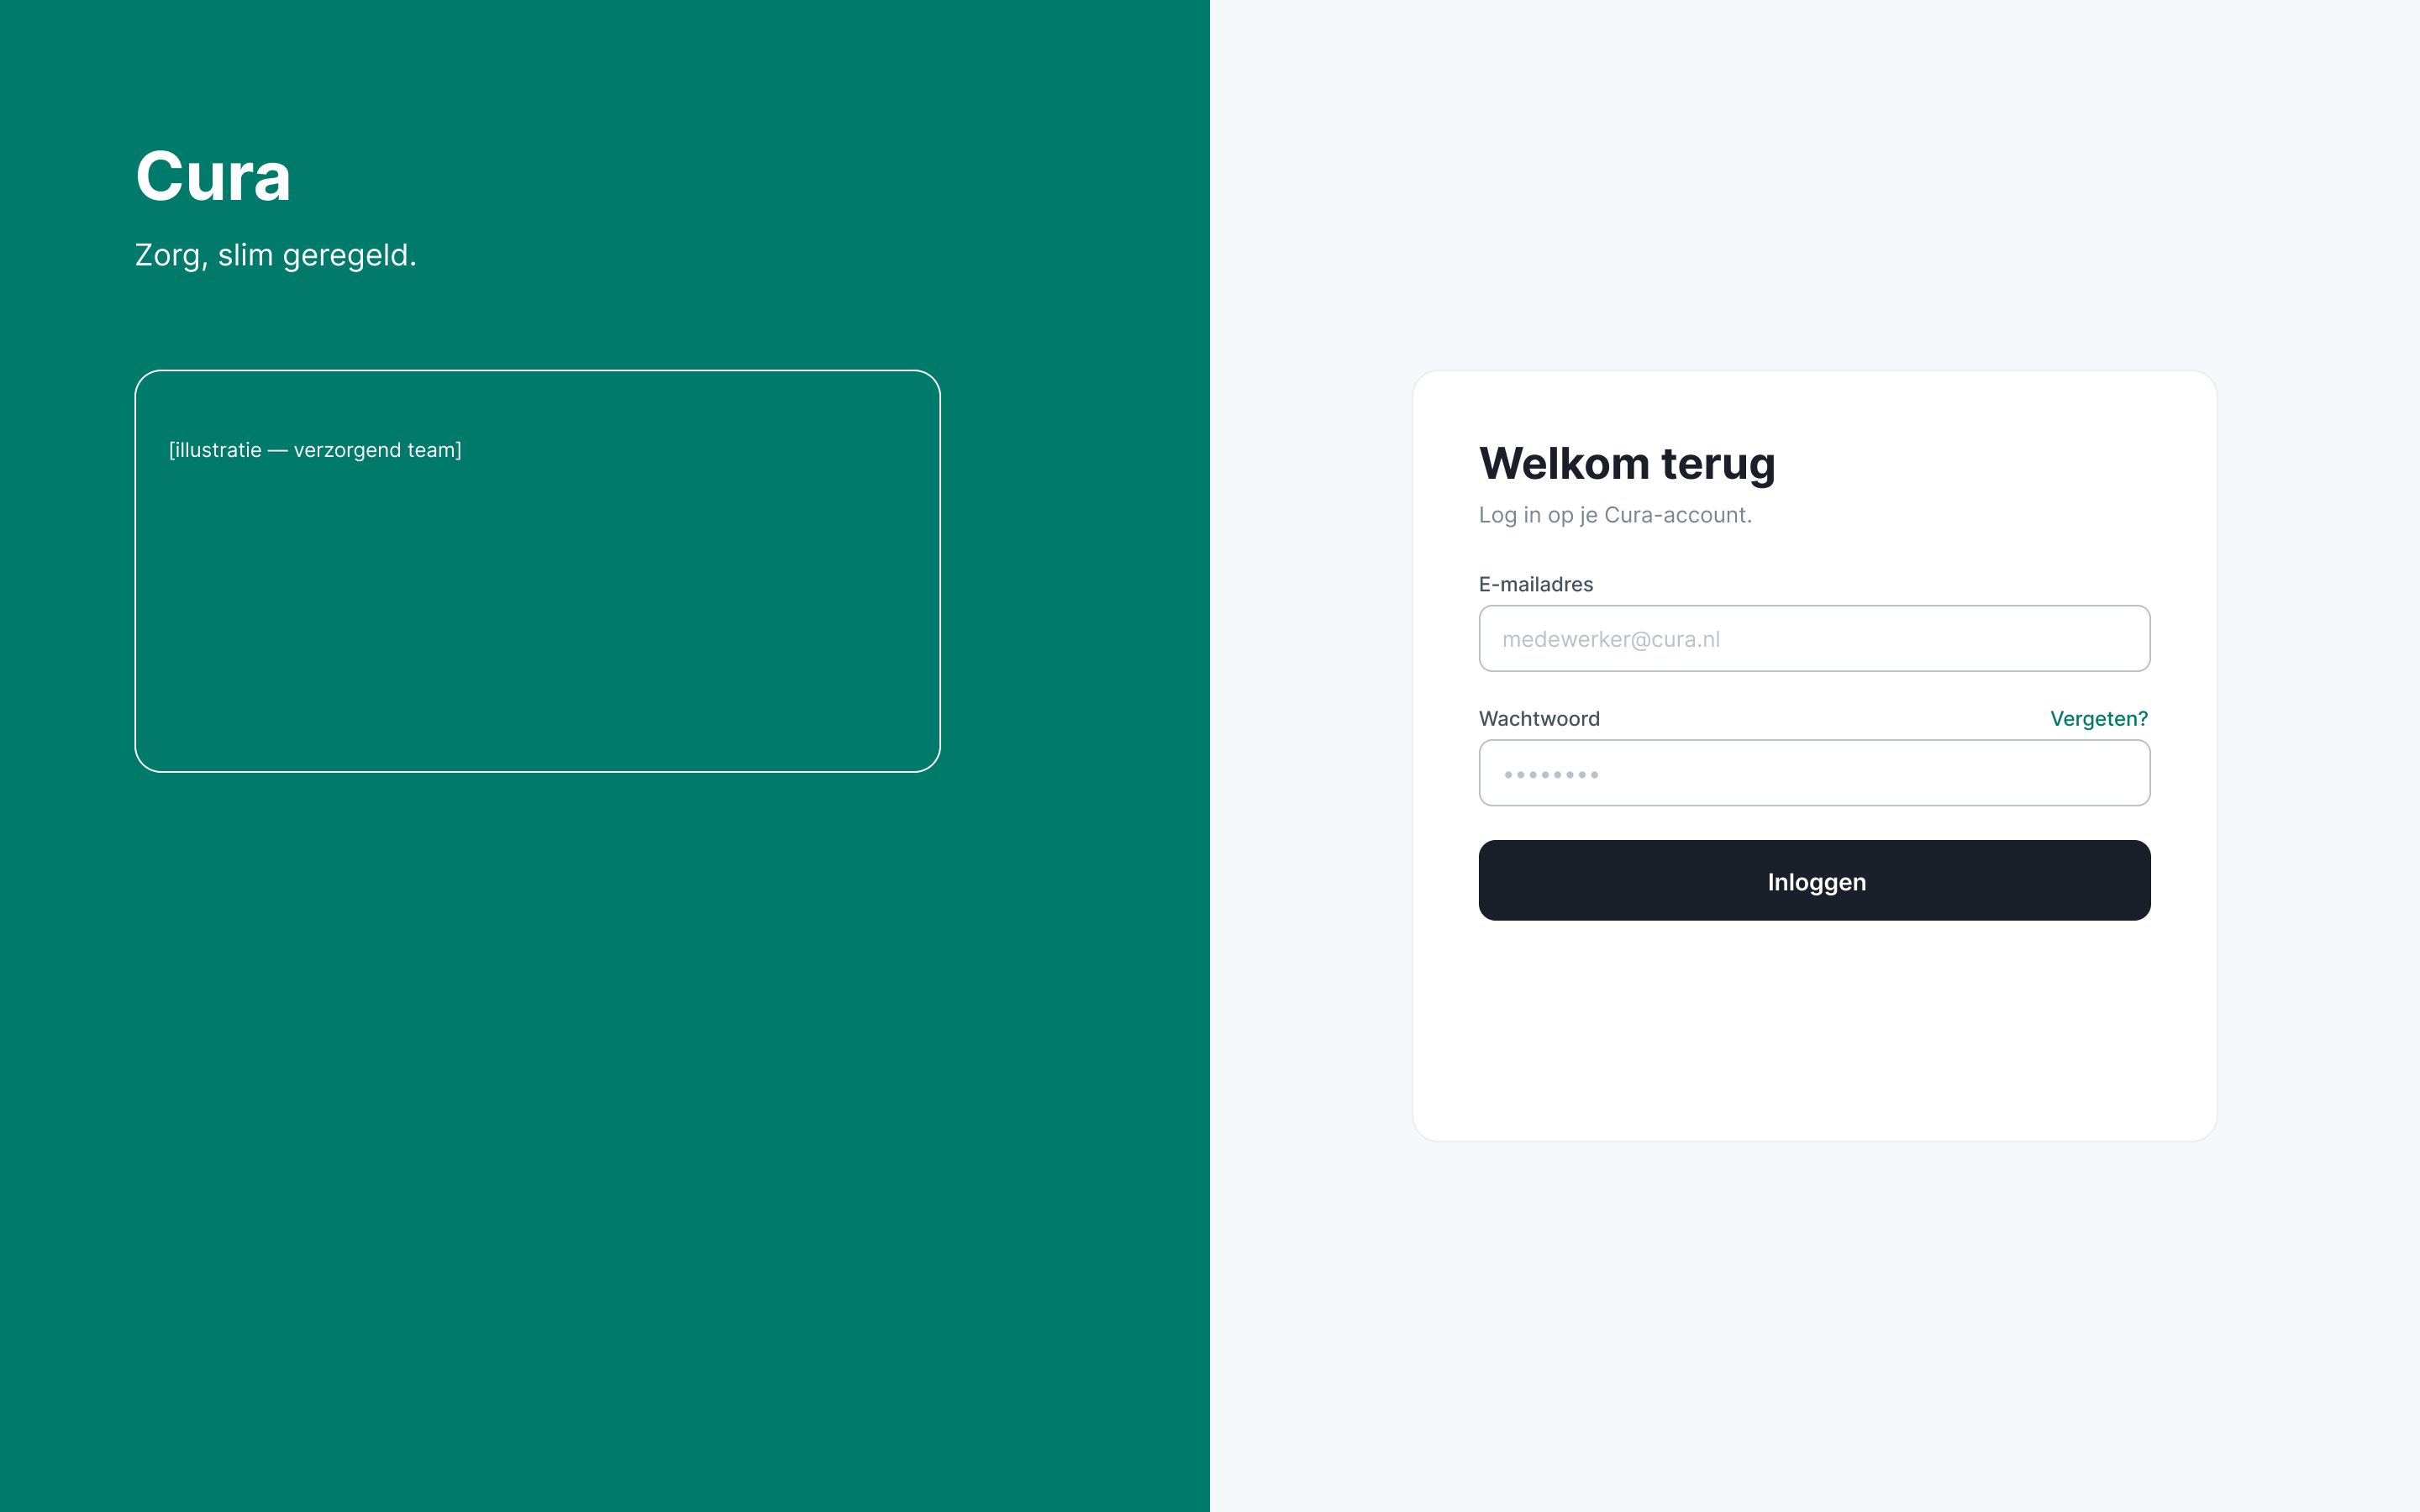 Cura
Zorg, slim geregeld.
[illustratie — verzorgend team]
Welkom terug
Log in op je Cura-account.
E-mailadres
medewerker@cura.nl
Wachtwoord Vergeten?
••••••••
Inloggen